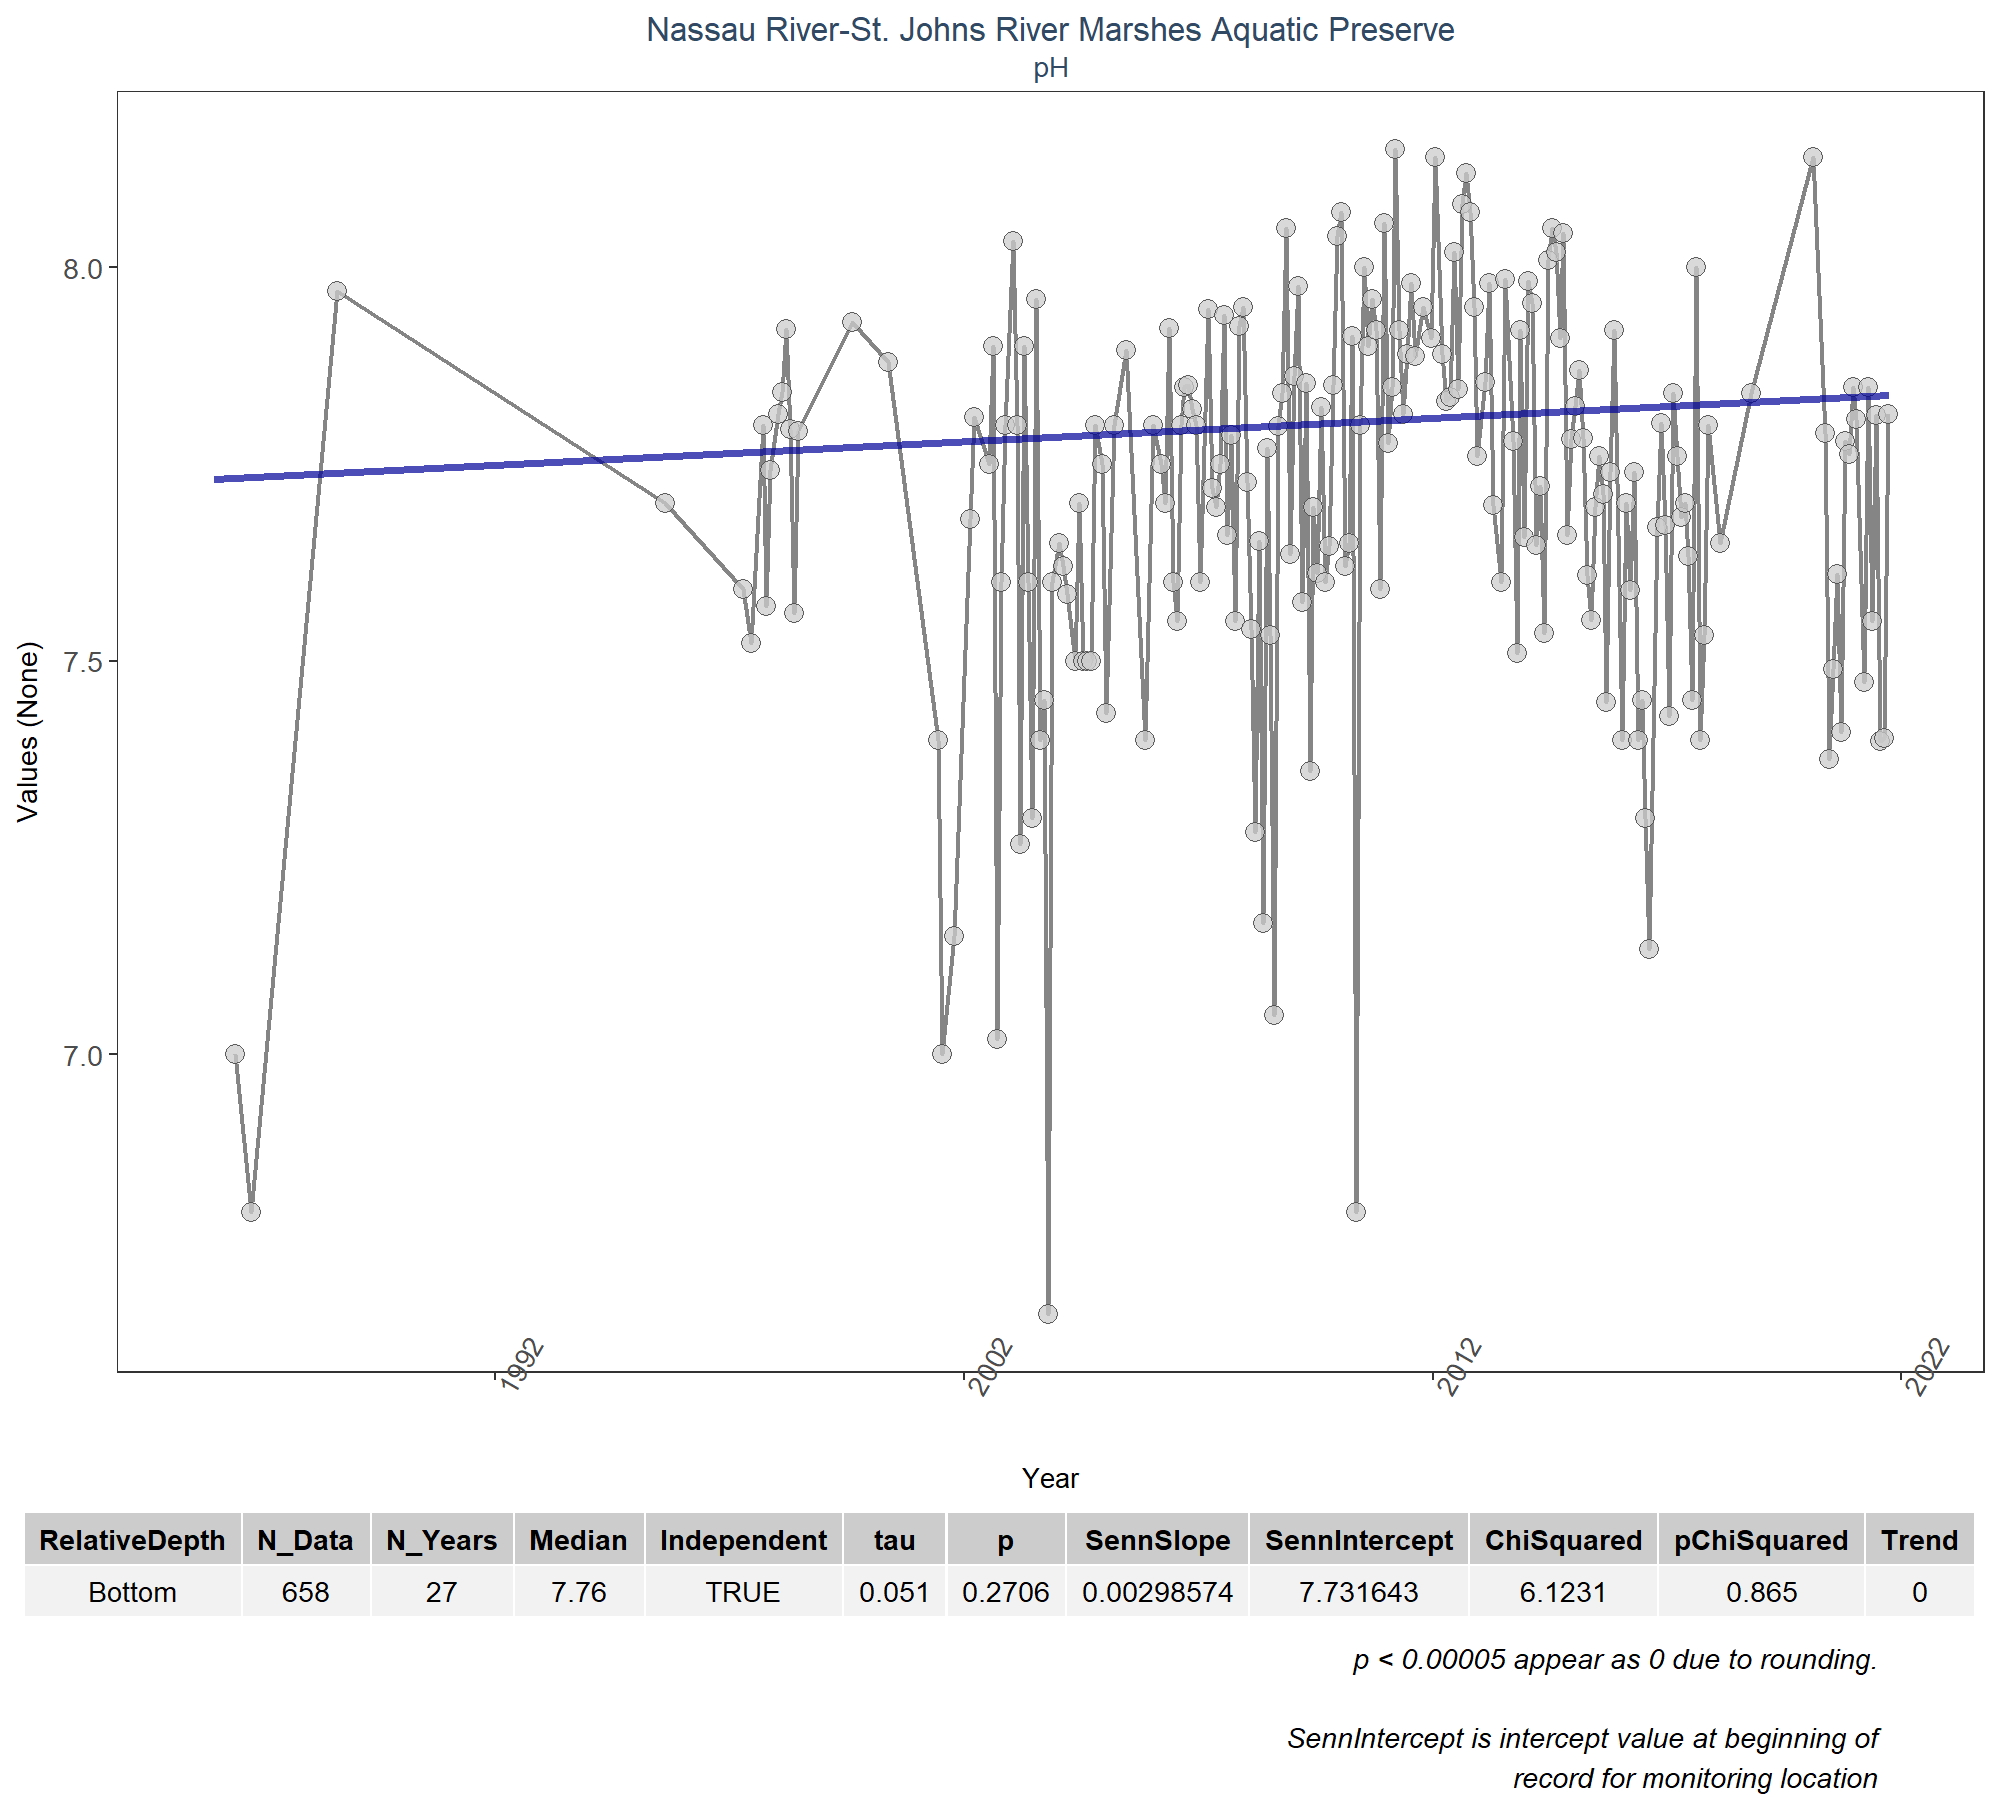 Nassau River-St. Johns River Marshes Aquatic Preserve
pH
8.0
7.5
7.0
Values (None)
1992
2002
2012
2022
Year
RelativeDepth N_Data N_Years Median Independent tau p SennSlope SennIntercept ChiSquared pChiSquared Trend
Bottom 658 27 7.76 TRUE 0.051 0.2706 0.00298574 7.731643 6.1231 0.865 0
p < 0.00005 appear as 0 due to rounding.
SennIntercept is intercept value at beginning of
record for monitoring location